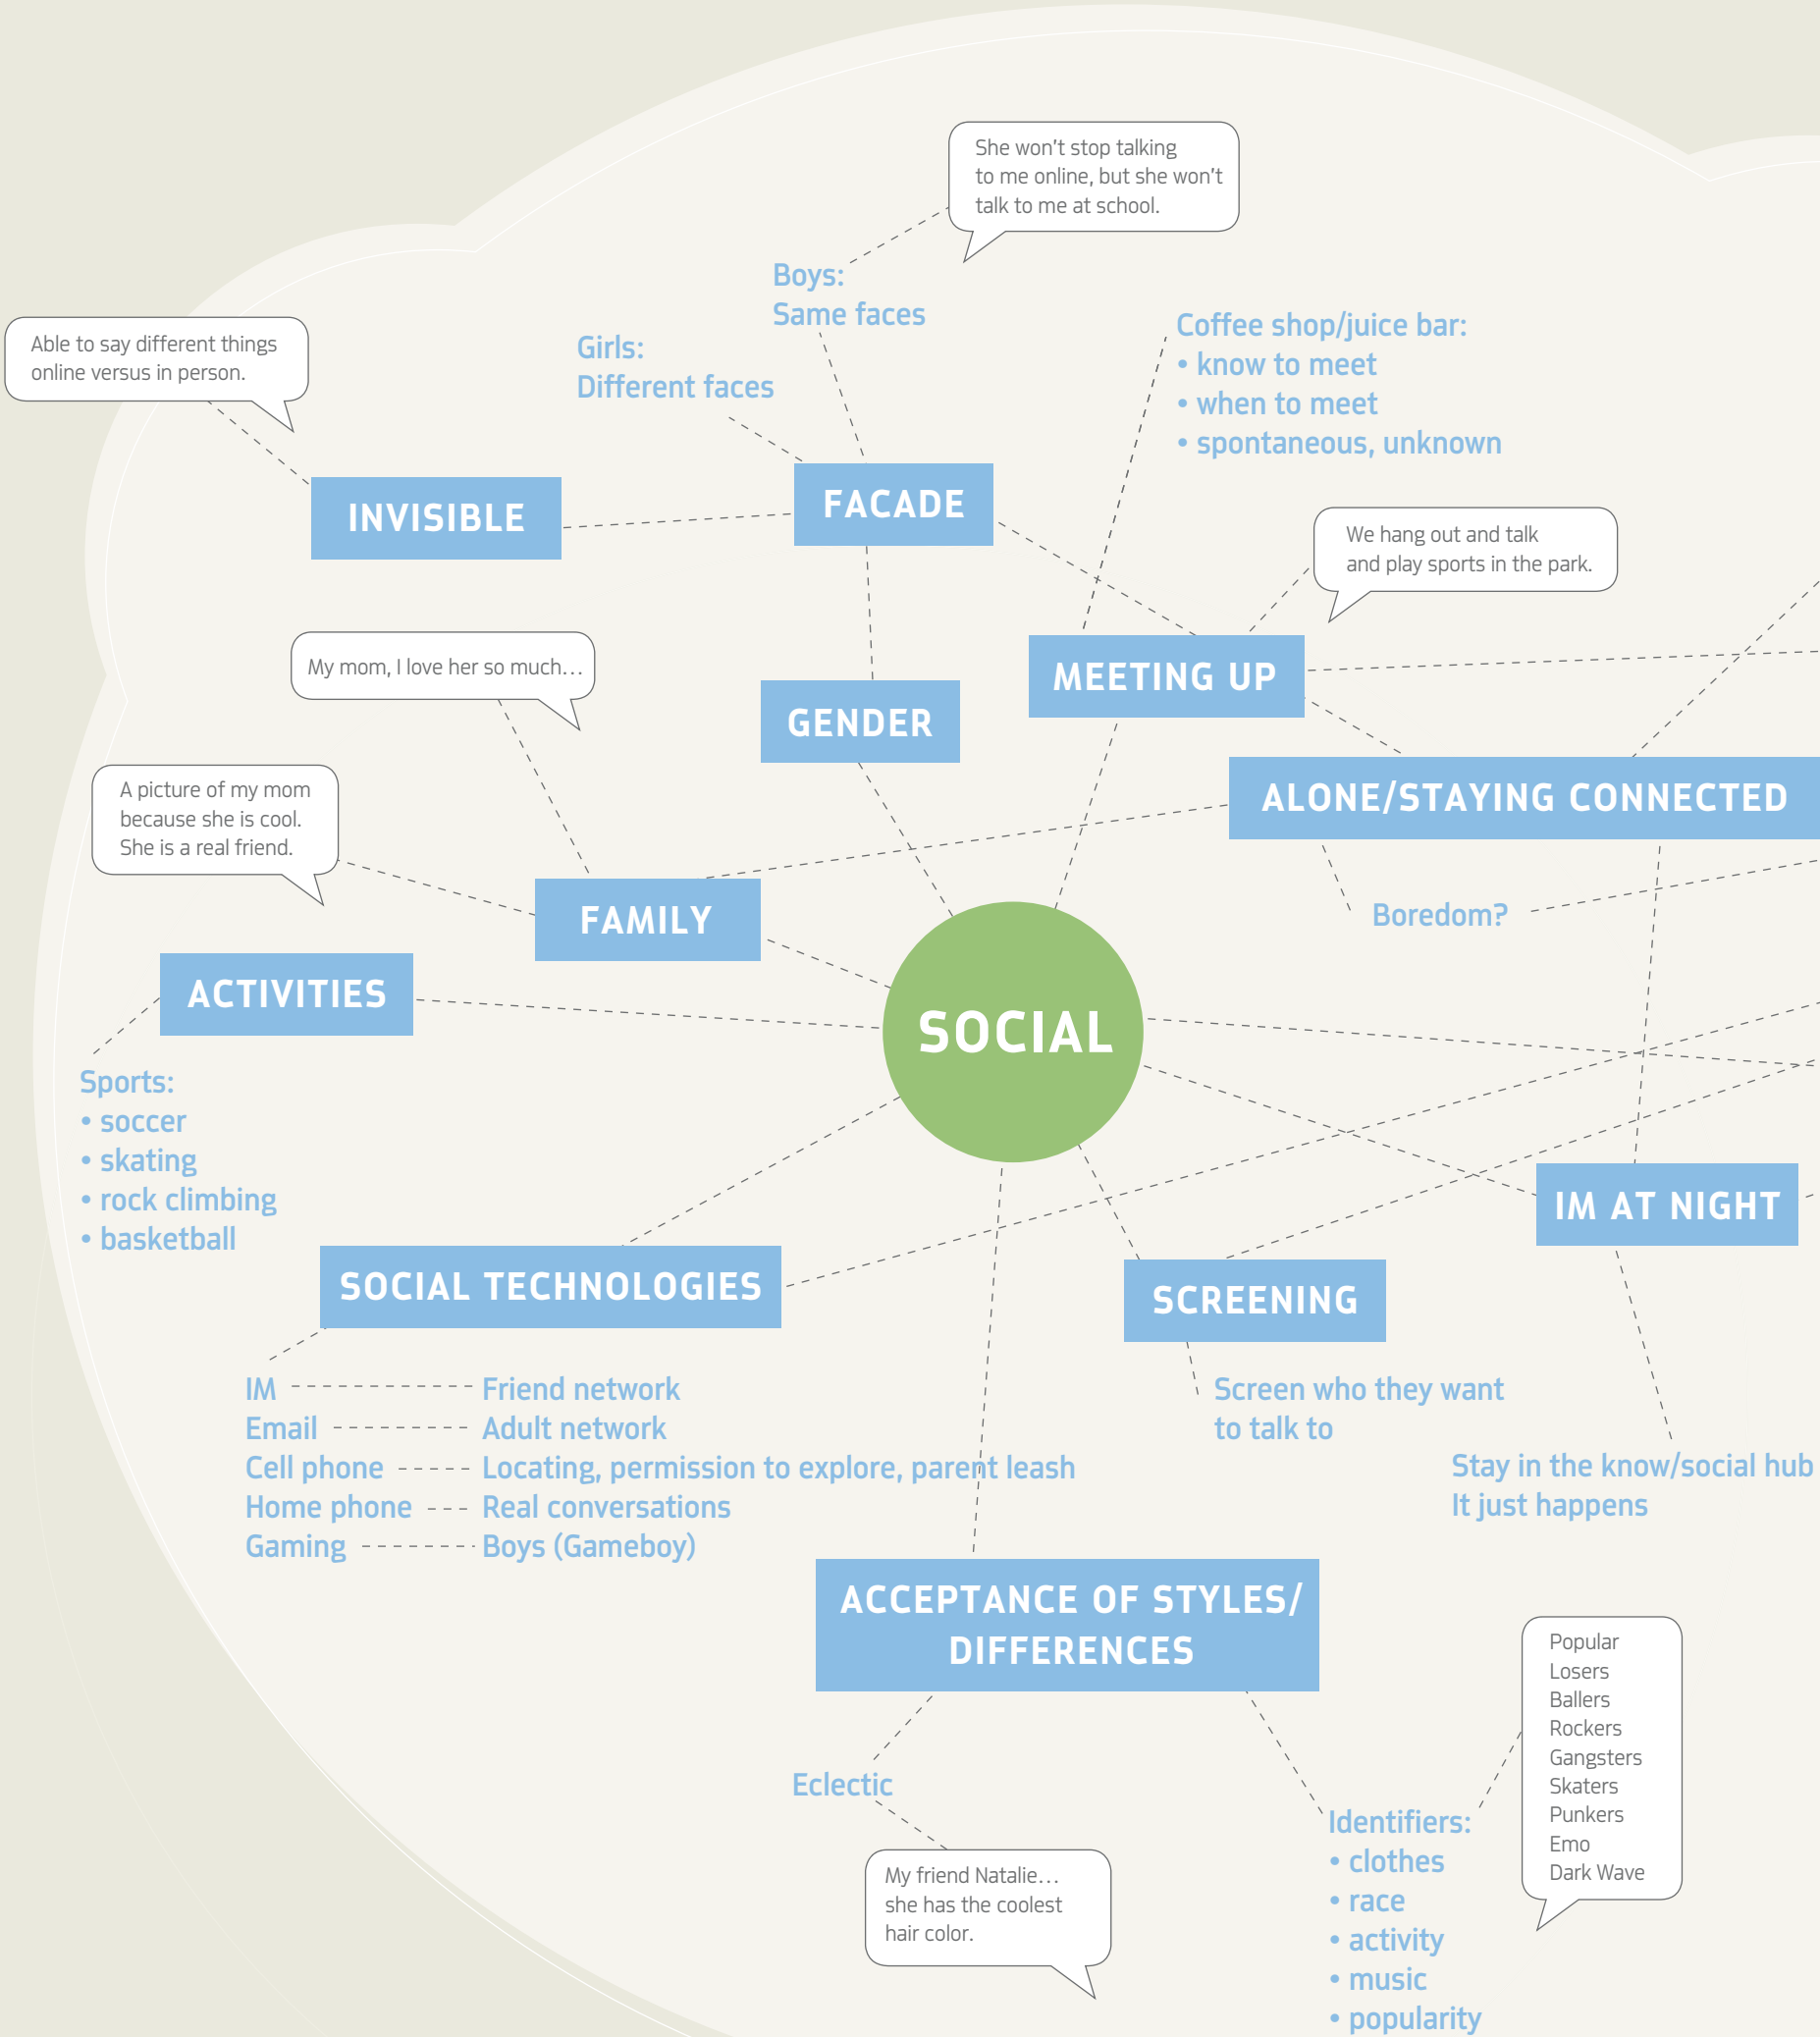 She won't stop talking
to me online, but she won't
talk to me at school.
Boys:
Same faces
Girls:
Different faces
Able to say different things
online versus in person.
Coffee shop/juice bar:
• know to meet
• when to meet
• spontaneous, unknown
INVISIBLE
FACADE
We hang out and talk
and play sports in the park.
My mom, I love her so much…
MEETING UP
GENDER
ALONE/STAYING CONNECTED
A picture of my mom
because she is cool.
She is a real friend.
FAMILY
Boredom?
ACTIVITIES
SOCIAL
Sports:
• soccer
• skating
• rock climbing
• basketball
IM AT NIGHT
SOCIAL TECHNOLOGIES
SCREENING
IM Friend network
Email Adult network
Cell phone Locating, permission to explore, parent leash
Home phone Real conversations
Gaming Boys (Gameboy)
Screen who they want
to talk to
Stay in the know/social hub
It just happens
ACCEPTANCE OF STYLES/
DIFFERENCES
Popular
Losers
Ballers
Rockers
Gangsters
Skaters
Punkers
Emo
Dark Wave
Eclectic
My friend Natalie…
she has the coolest
hair color.
Identifiers:
• clothes
• race
• activity
• music
• popularity